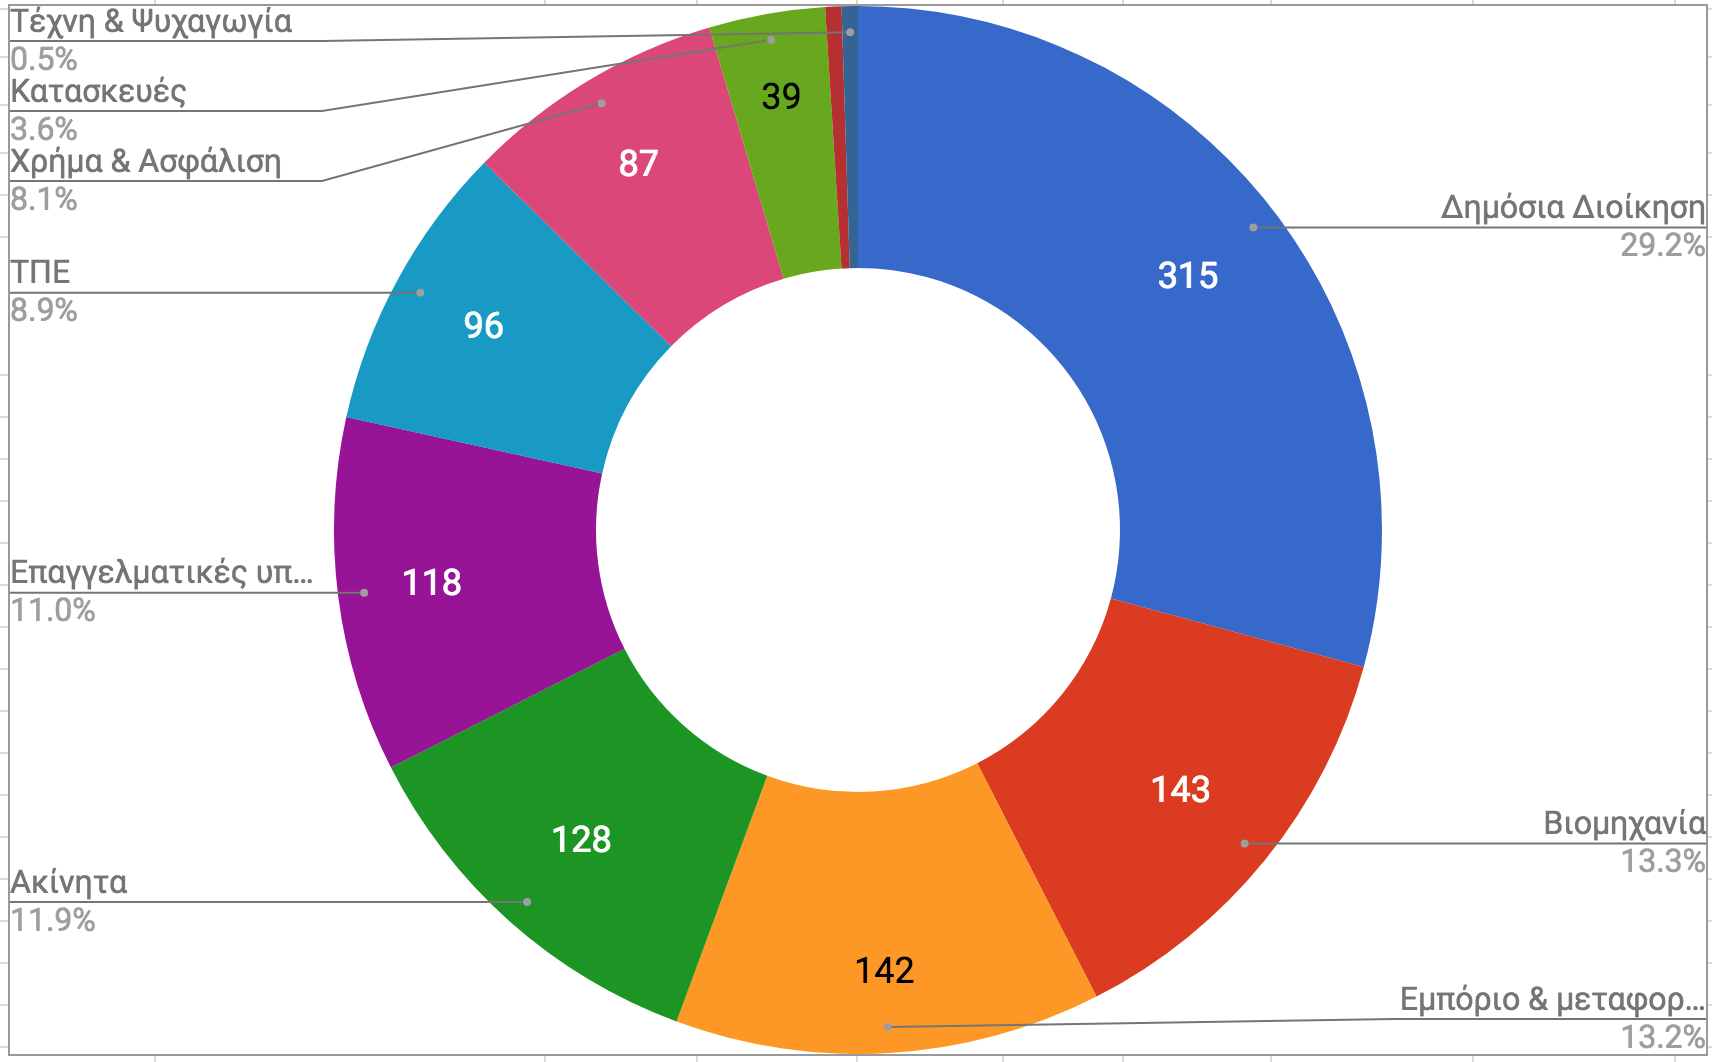 Τέχνη & Ψυχαγωγία
0.5%
Κατασκευές
3.6%
Χρήμα & Ασφάλιση
8.1%
ΤΠΕ
8.9%
Επαγγελματικές υπ...
11.0%
Ακίνητα
11.9%
39
87
96
118
128
142
143
315
Δημόσια Διοίκηση
29.2%
Βιομηχανία
13.3%
Εμπόριο & μεταφορ...
13.2%